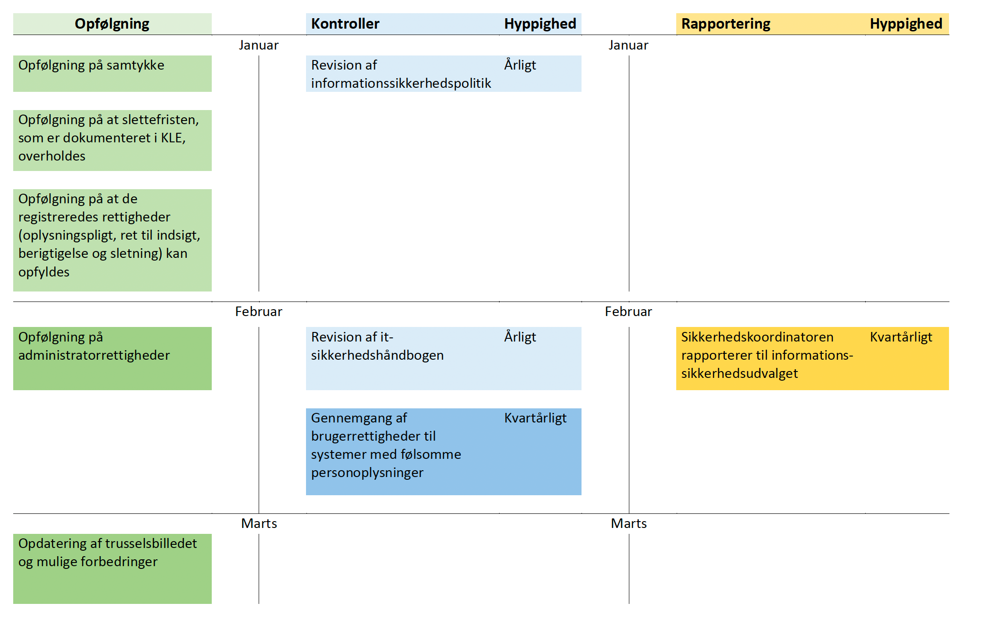 Opfølgning
Kontroller Hyppighed
Rapportering Hyppighed
Januar
Januar
Opfølgning på samtykke
Revision af
informationssikkerhedspolitik
Årligt
Opfølgning på at slettefristen,
som er dokumenteret i KLE,
overholdes
Opfølgning på at de
registreredes rettigheder
(oplysningspligt, ret til indsigt,
berigtigelse og sletning) kan
opfyldes
Februar
Februar
Opfølgning på
administratorrettigheder
Revision af it-
sikkerhedshåndbogen
Årligt
Sikkerhedskoordinatoren
rapporterer til informations-
sikkerhedsudvalget
Kvartårligt
Gennemgang af
brugerrettigheder til
systemer med følsomme
personoplysninger
Kvartårligt
Marts
Marts
Opdatering af trusselsbilledet
og mulige forbedringer